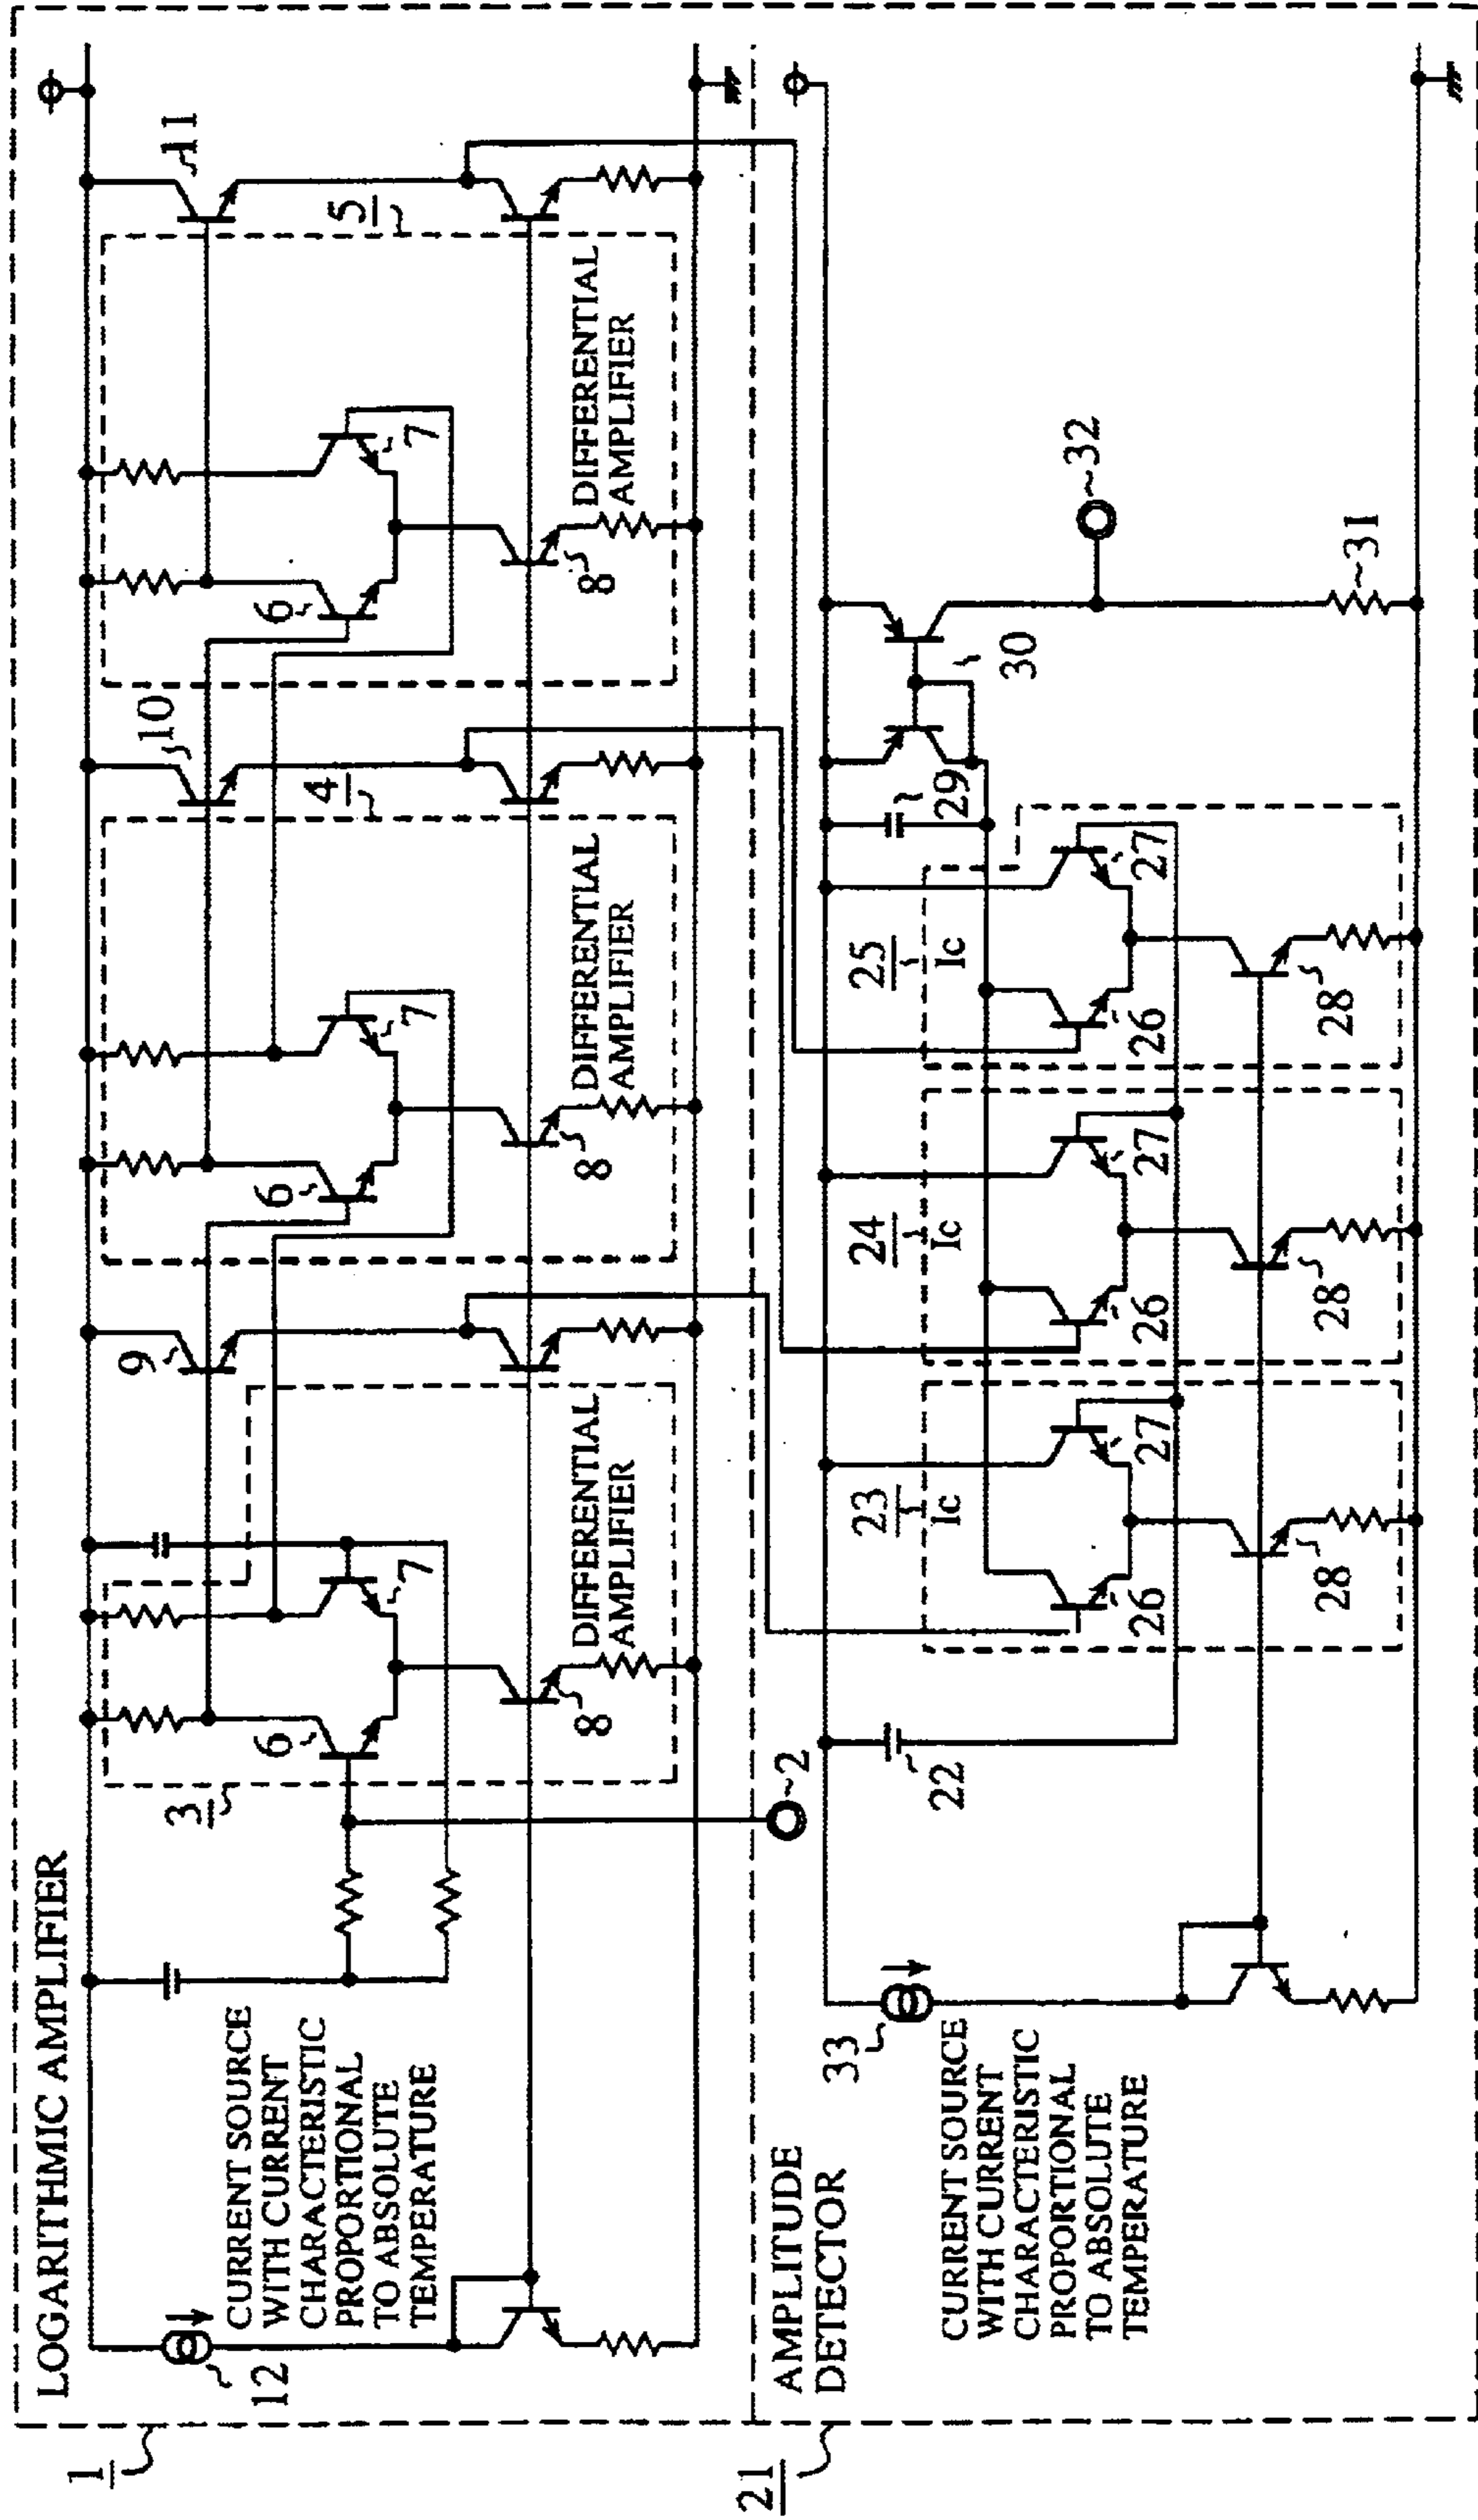 LOGARITHMIC AMPLIFIER
1
12
CURRENT SOURCE
WITH CURRENT
CHARACTERISTIC
PROPORTIONAL
TO ABSOLUTE
TEMPERATURE
3
6
7
8
DIFFERENTIAL
AMPLIFIER
9
6
7
8
DIFFERENTIAL
AMPLIFIER
4
10
6
7
8
DIFFERENTIAL
AMPLIFIER
5
11
2
21
AMPLITUDE
DETECTOR
33
CURRENT SOURCE
WITH CURRENT
CHARACTERISTIC
PROPORTIONAL
TO ABSOLUTE
TEMPERATURE
22
23
Ic
26
27
28
24
Ic
26
27
28
25
Ic
26
27
28
29
30
32
31